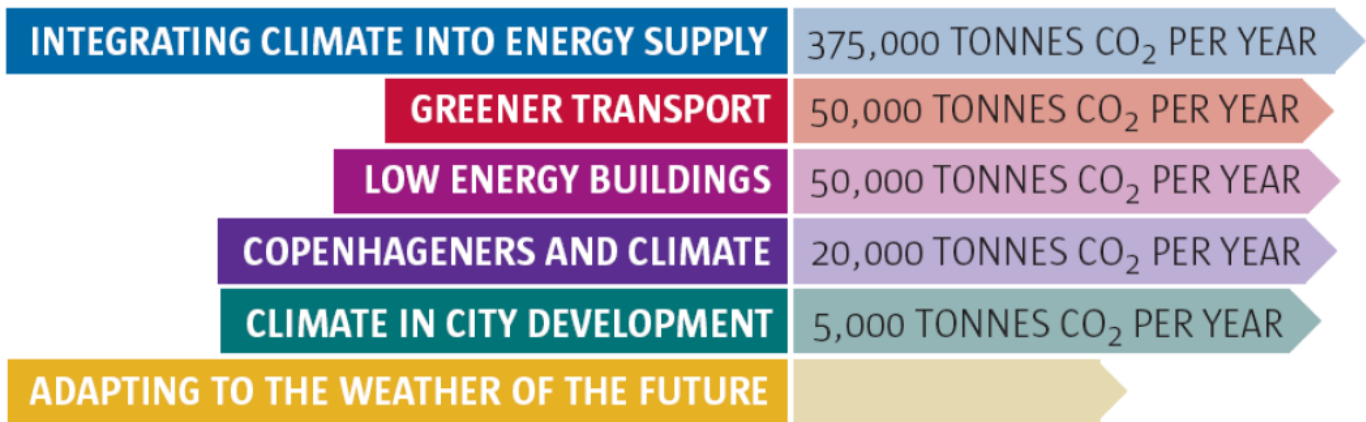 INTEGRATING CLIMATE INTO ENERGY SUPPLY 375,000 TONNES CO₂ PER YEAR
GREENER TRANSPORT 50,000 TONNES CO₂ PER YEAR
LOW ENERGY BUILDINGS 50,000 TONNES CO₂ PER YEAR
COPENHAGENERS AND CLIMATE 20,000 TONNES CO₂ PER YEAR
CLIMATE IN CITY DEVELOPMENT 5,000 TONNES CO₂ PER YEAR
ADAPTING TO THE WEATHER OF THE FUTURE